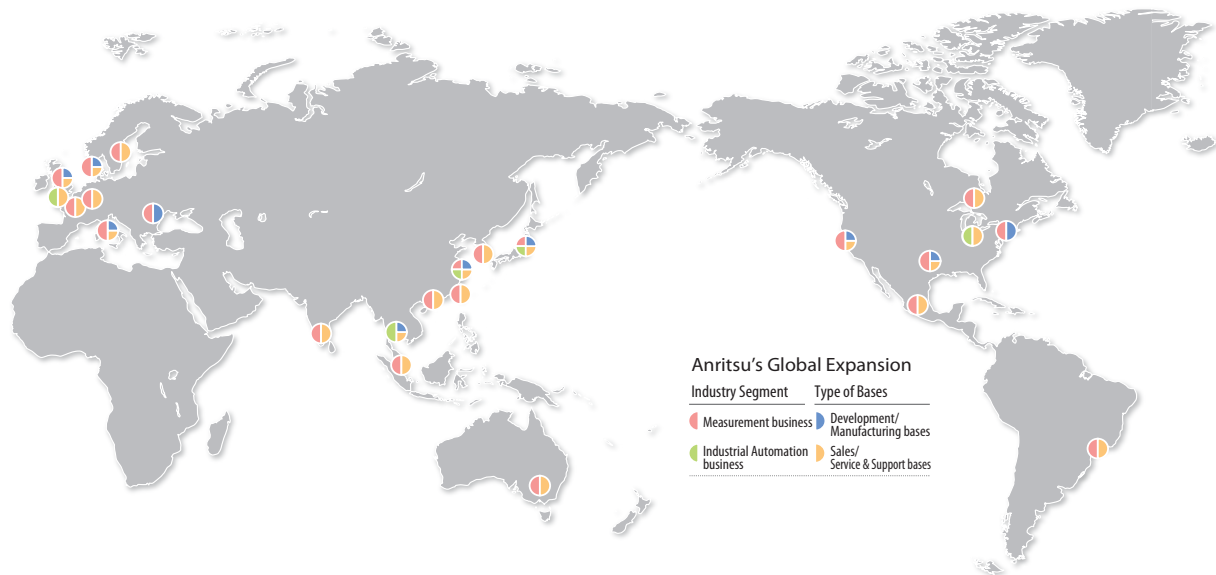 Anritsu's Global Expansion
Industry Segment Type of Bases
Measurement business Development/
Manufacturing bases
Industrial Automation
business Sales/
Service & Support bases